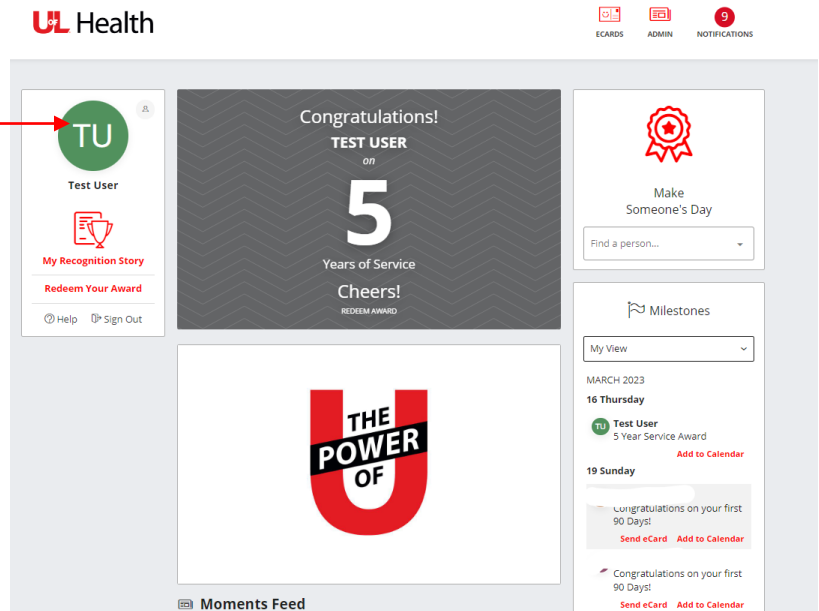 UofL Health
ECARDS
ADMIN
9
NOTIFICATIONS
TU
Test User
My Recognition Story
Redeem Your Award
Help
Sign Out
Congratulations!
TEST USER
on
5
Years of Service
Cheers!
REDEEM AWARD
THE
POWER
OF
U
Moments Feed
Make
Someone's Day
Find a person...
Milestones
My View
MARCH 2023
16 Thursday
TU
Test User
5 Year Service Award
Add to Calendar
19 Sunday
Congratulations on your first
90 Days!
Send eCard Add to Calendar
Congratulations on your first
90 Days!
Send eCard Add to Calendar